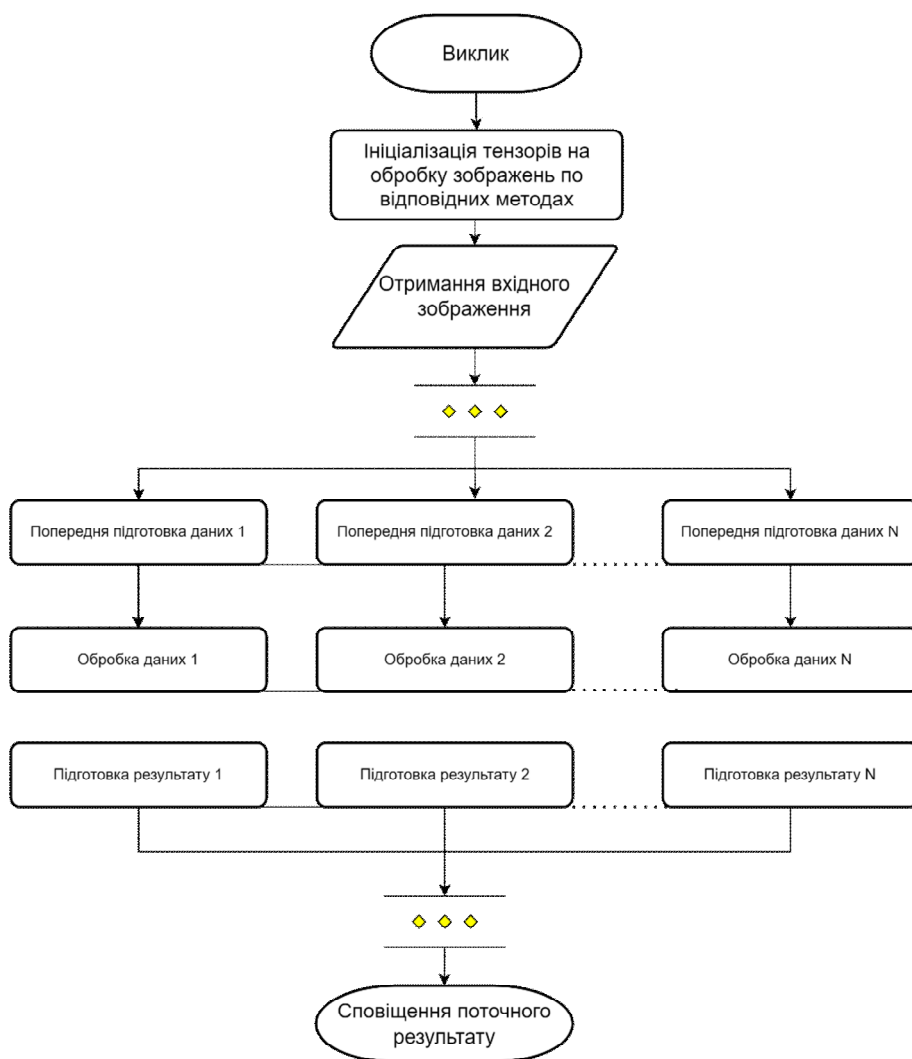 Виклик
Ініціалізація тензорів на
обробку зображень по
відповідних методах
Отримання вхідного
зображення
Попередня підготовка даних 1
Попередня підготовка даних 2
Попередня підготовка даних N
Обробка даних 1
Обробка даних 2
Обробка даних N
Підготовка результату 1
Підготовка результату 2
Підготовка результату N
Сповіщення поточного
результату